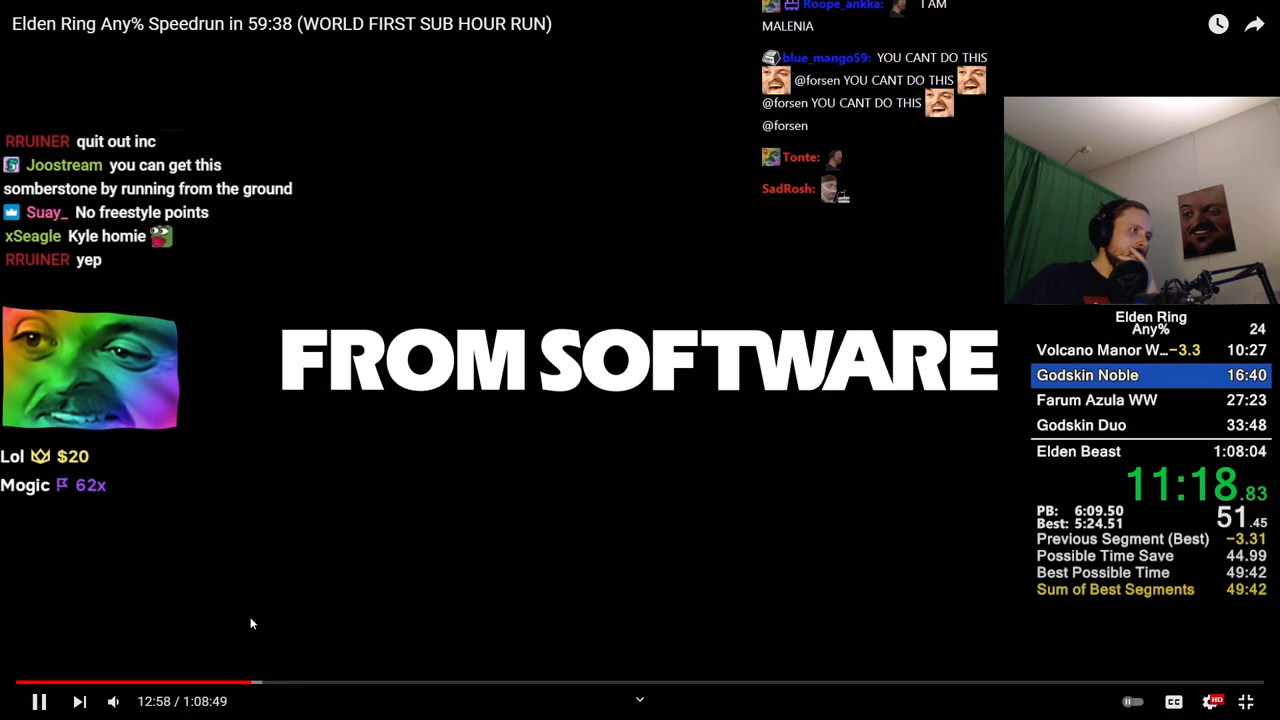 Elden Ring Any% Speedrun in 59:38 (WORLD FIRST SUB HOUR RUN)
Roope_ankka: I AM
MALENIA
blue_mango59: YOU CANT DO THIS
@forsen YOU CANT DO THIS
@forsen YOU CANT DO THIS
@forsen
Tonte:
SadRosh:
RRUINER quit out inc
Joostream you can get this
somberstone by running from the ground
Suay_ No freestyle points
xSeagle Kyle homie
RRUINER yep
FROM SOFTWARE
Lol $20
Mogic 62x
Elden Ring
Any% 24
Volcano Manor W... -3.3 10:27
Godskin Noble 16:40
Farum Azula WW 27:23
Godskin Duo 33:48
Elden Beast 1:08:04
11:18.83
PB: 6:09.50
Best: 5:24.51
51.45
Previous Segment (Best) -3.31
Possible Time Save 44.99
Best Possible Time 49:42
Sum of Best Segments 49:42
12:58 / 1:08:49
CC
HD